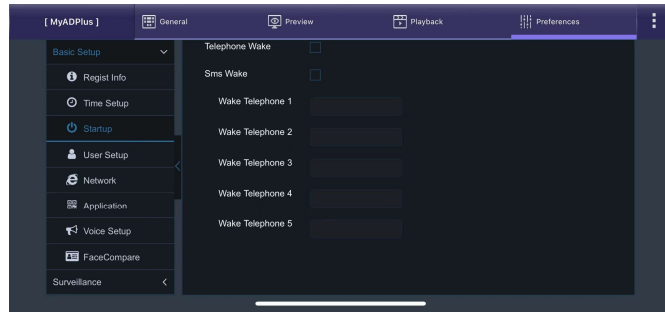 [ MyADPlus ]
General
Preview
Playback
Preferences
Basic Setup
Regist Info
Time Setup
Startup
User Setup
Network
Application
Voice Setup
FaceCompare
Surveillance
Telephone Wake
Sms Wake
Wake Telephone 1
Wake Telephone 2
Wake Telephone 3
Wake Telephone 4
Wake Telephone 5